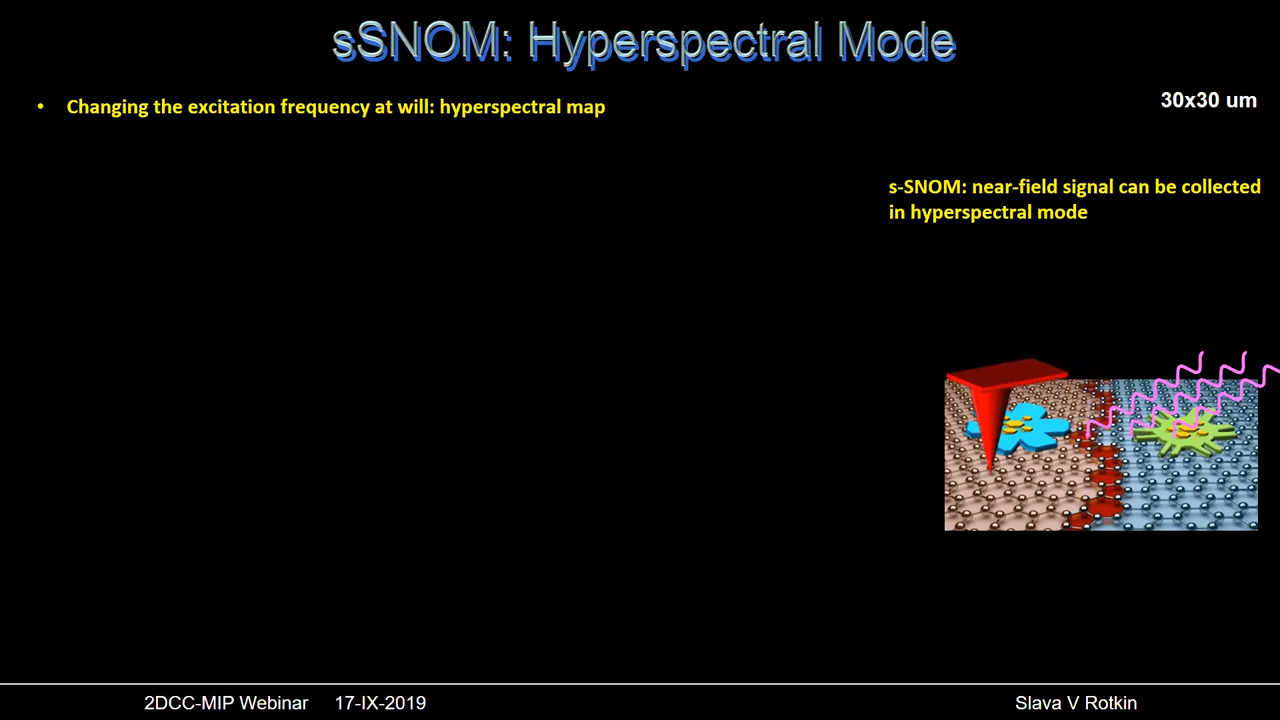 sSNOM: Hyperspectral Mode
• Changing the excitation frequency at will: hyperspectral map
30x30 um
s-SNOM: near-field signal can be collected
in hyperspectral mode
2DCC-MIP Webinar 17-IX-2019
Slava V Rotkin